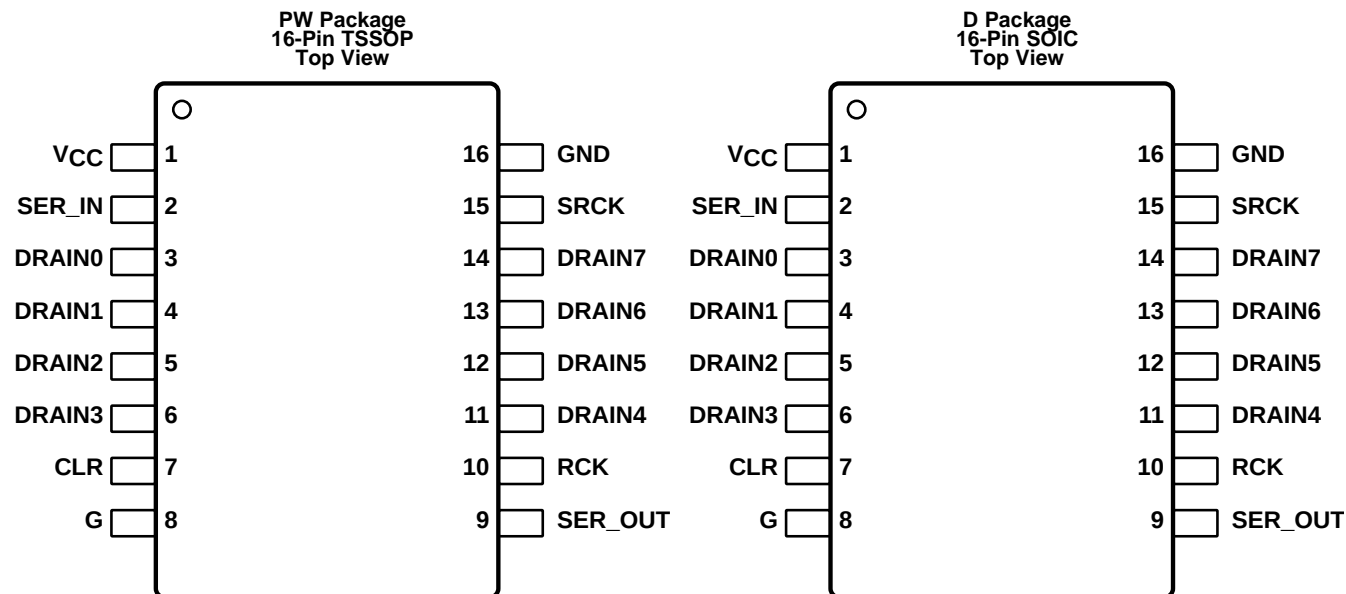 PW Package
16-Pin TSSOP
Top View
VCC 1 16 GND
SER_IN 2 15 SRCK
DRAIN0 3 14 DRAIN7
DRAIN1 4 13 DRAIN6
DRAIN2 5 12 DRAIN5
DRAIN3 6 11 DRAIN4
CLR 7 10 RCK
G 8 9 SER_OUT
D Package
16-Pin SOIC
Top View
VCC 1 16 GND
SER_IN 2 15 SRCK
DRAIN0 3 14 DRAIN7
DRAIN1 4 13 DRAIN6
DRAIN2 5 12 DRAIN5
DRAIN3 6 11 DRAIN4
CLR 7 10 RCK
G 8 9 SER_OUT